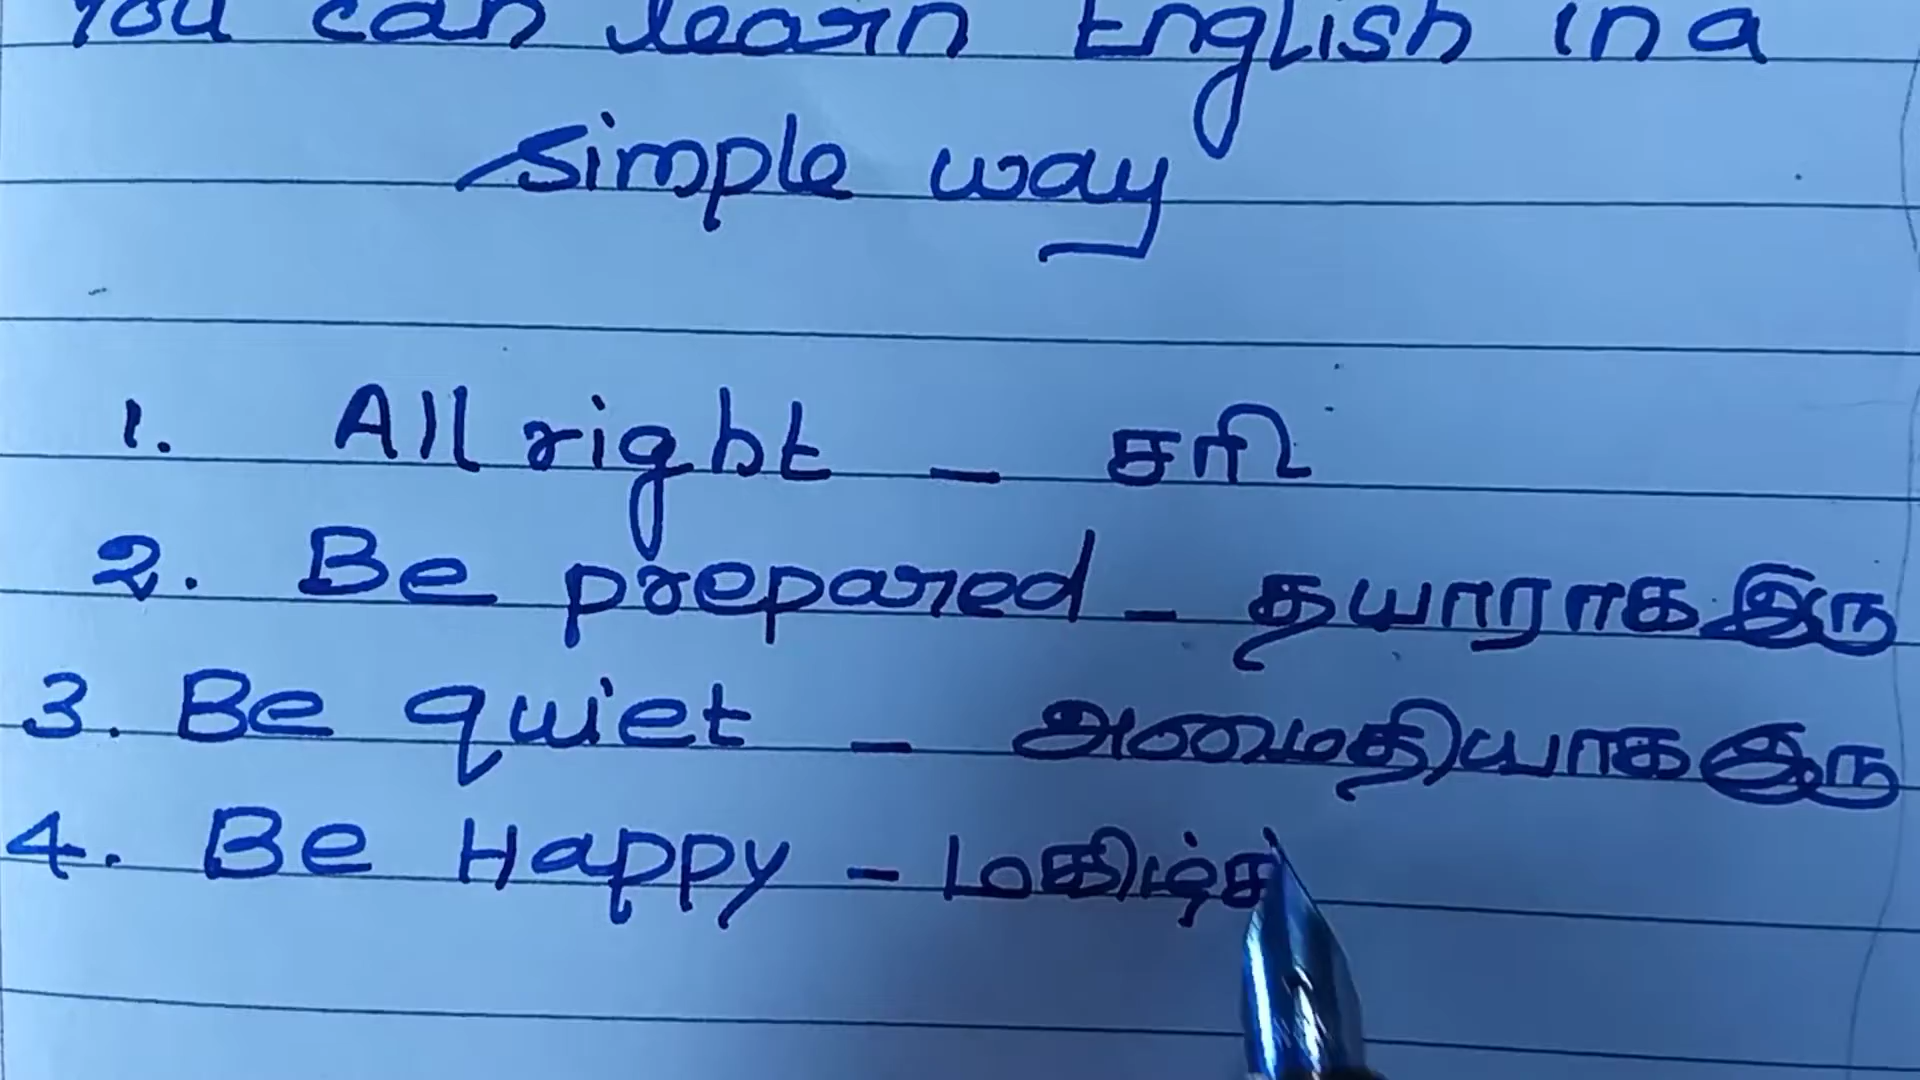 You can learn English in a
simple way
1. All right - சரி
2. Be prepared - தயாராக இரு
3. Be quiet - அமைதியாக இரு
4. Be Happy - மகிழ்ச